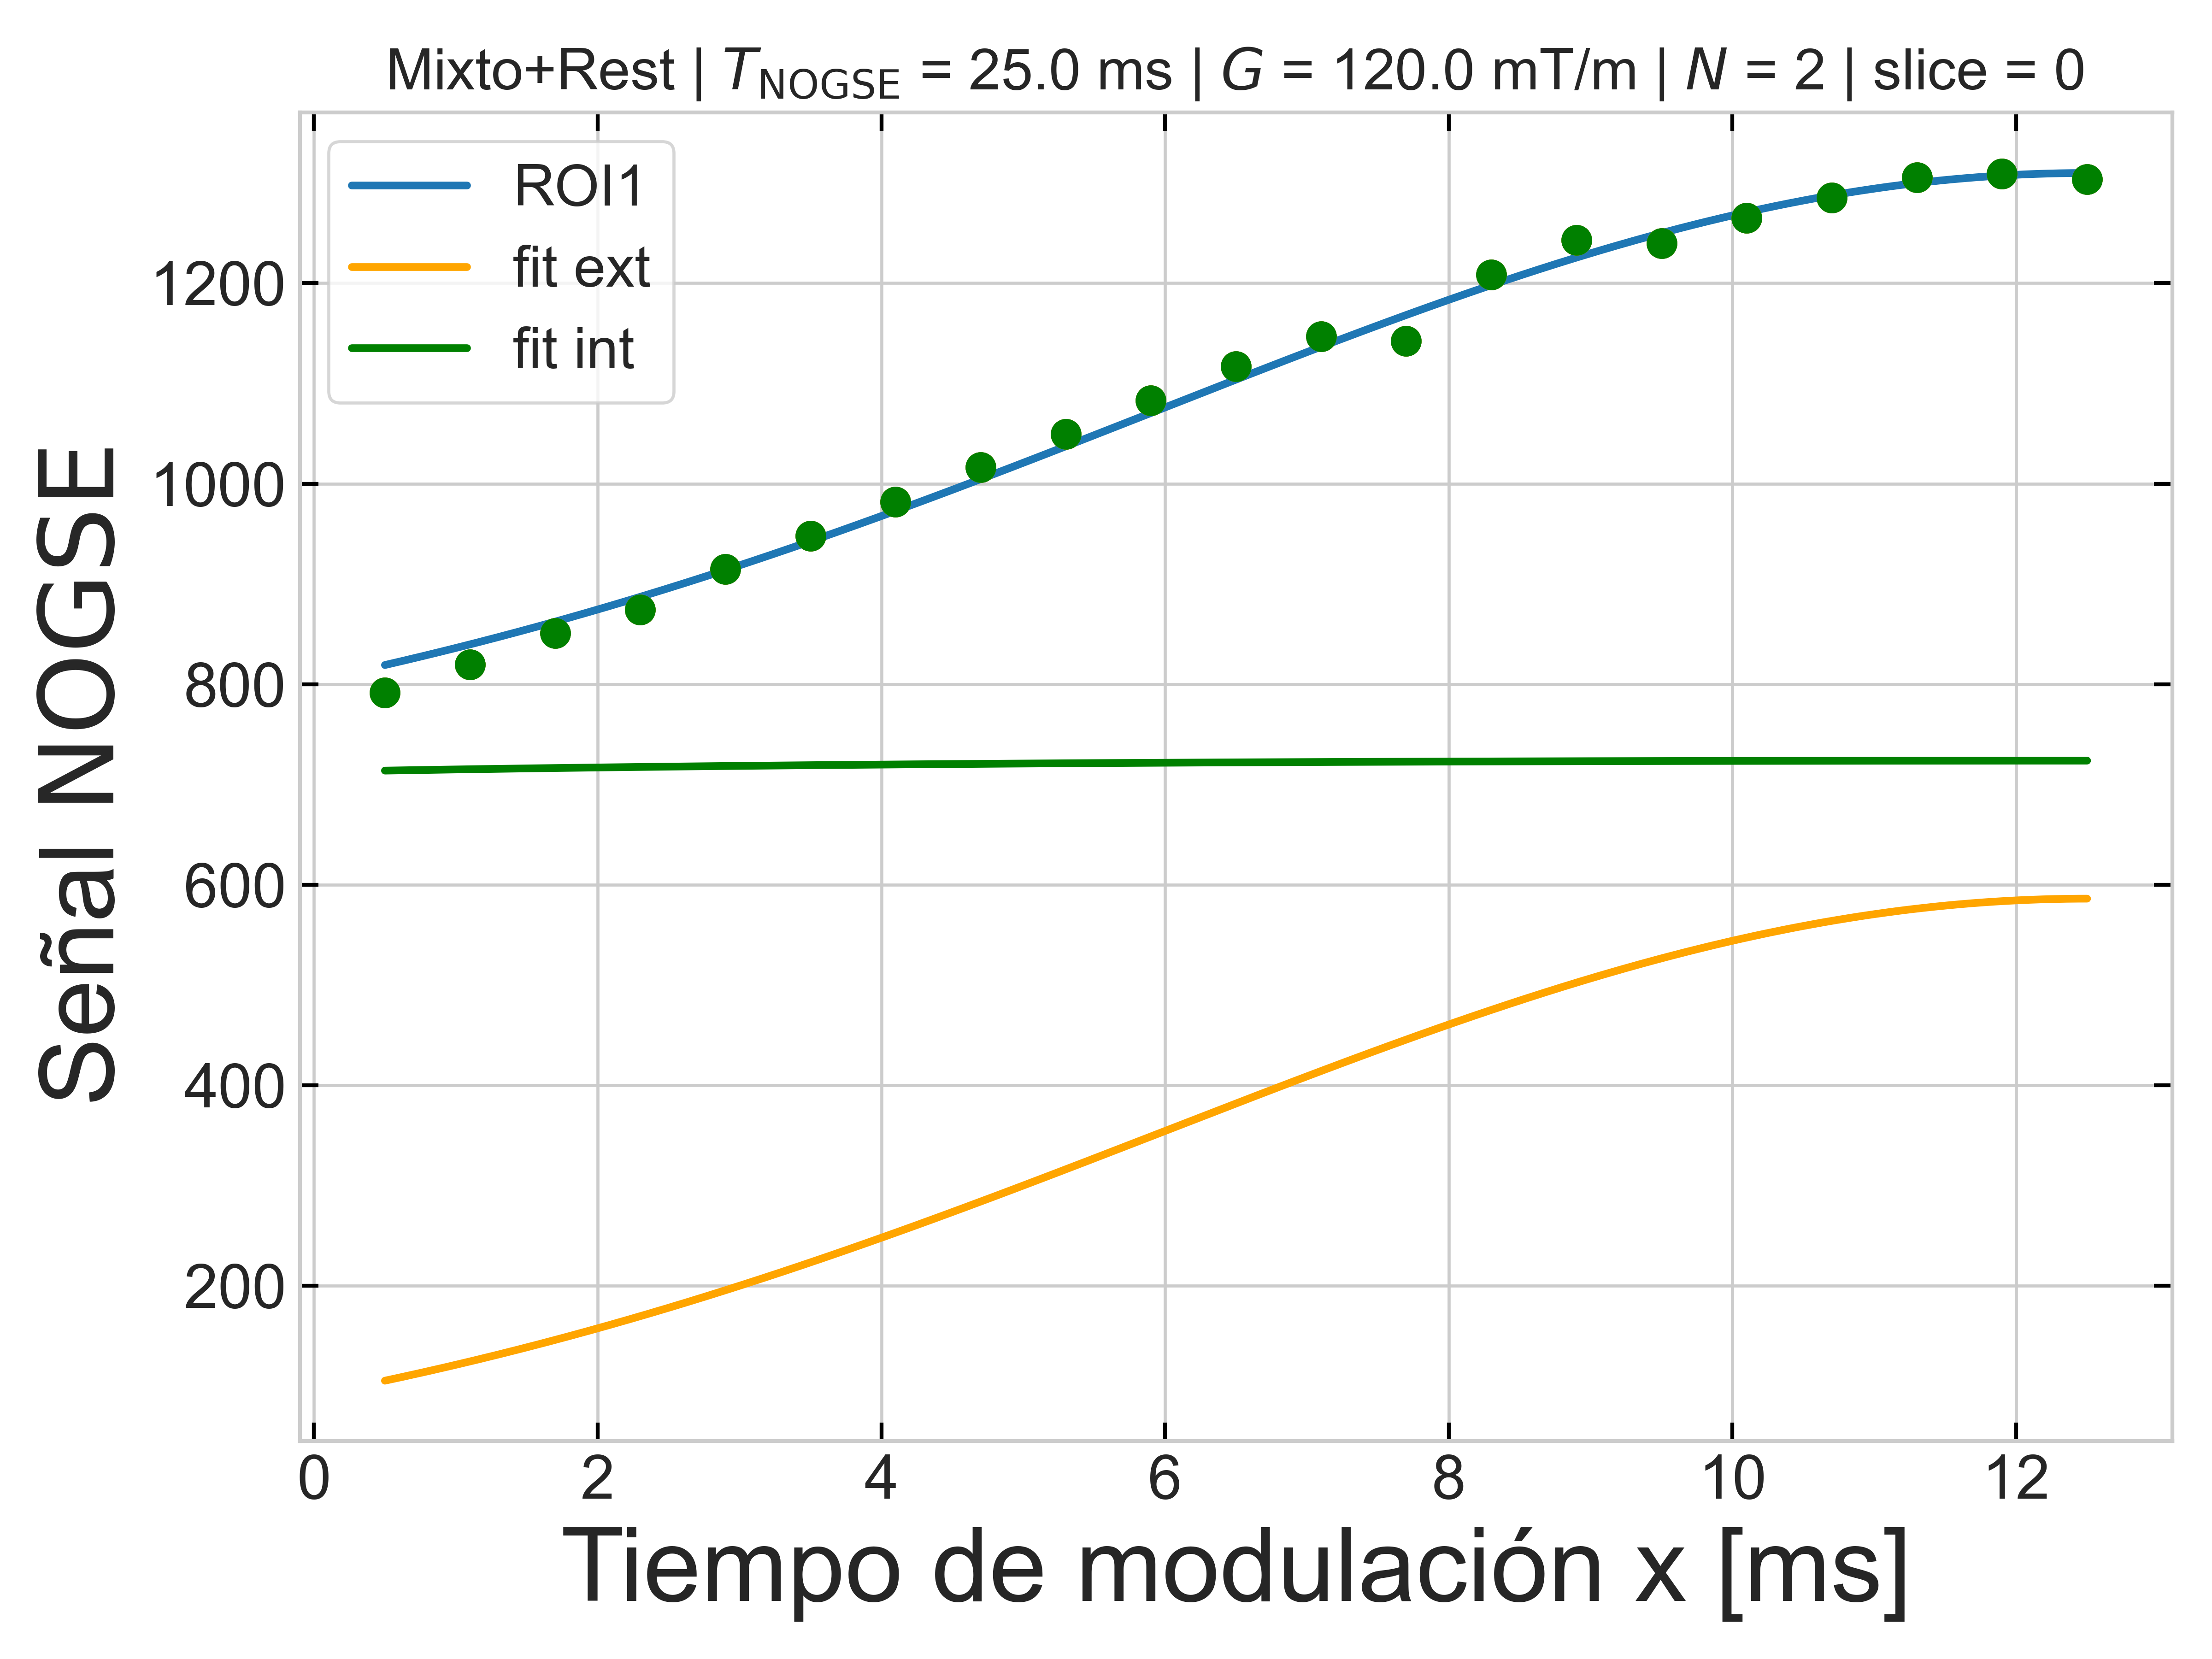 Mixto+Rest | T_NOGSE = 25.0 ms | G = 120.0 mT/m | N = 2 | slice = 0
ROI1
fit ext
fit int
Señal NOGSE
1200
1000
800
600
400
200
0 2 4 6 8 10 12
Tiempo de modulación x [ms]